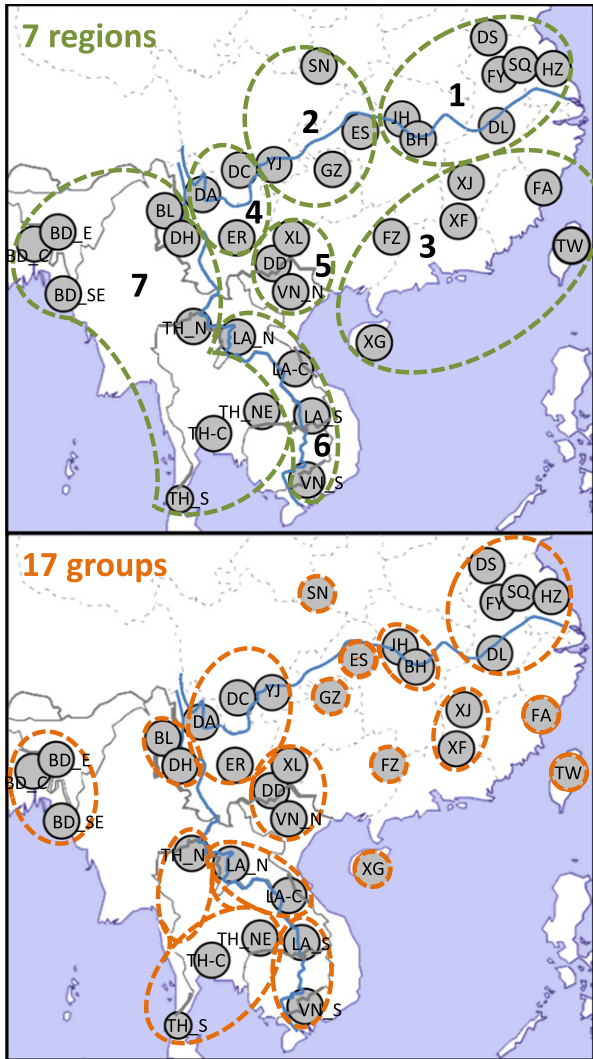 7 regions
DS
SN
FY
SQ
HZ
1
2
JH
BH
ES
DL
DC
YJ
GZ
XJ
FA
DA
BL
4
XF
DH
ER
XL
FZ
3
TW
BD_E
BD_C
DD
5
7
BD_SE
VN_N
TH_N
LA_N
XG
LA-C
TH_NE
LA_S
TH-C
6
VN_S
TH_S
17 groups
DS
SN
FY
SQ
HZ
JH
ES
BH
DL
DC
YJ
GZ
XJ
FA
DA
BL
XF
DH
ER
XL
FZ
TW
BD_E
BD_C
DD
BD_SE
VN_N
TH_N
LA_N
XG
LA-C
TH_NE
LA_S
TH-C
VN_S
TH_S